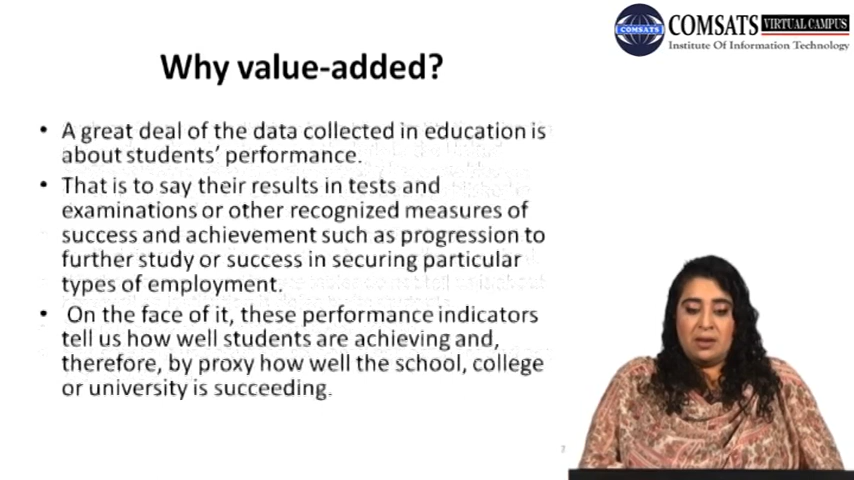 COMSATS
COMSATS VIRTUAL CAMPUS
Institute Of Information Technology
Why value-added?
• A great deal of the data collected in education is
about students' performance.
• That is to say their results in tests and
examinations or other recognized measures of
success and achievement such as progression to
further study or success in securing particular
types of employment.
• On the face of it, these performance indicators
tell us how well students are achieving and,
therefore, by proxy how well the school, college
or university is succeeding.
7